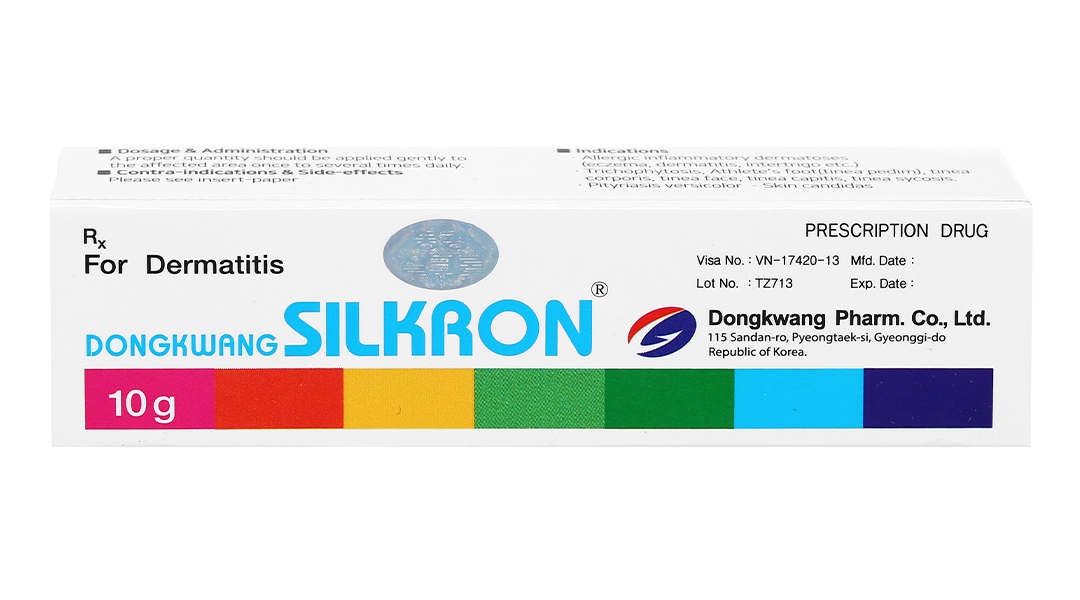 ■ Dosage & Administration
A proper quantity should be applied gently to
the affected area once to several times daily.
■ Contra-indications & Side-effects
Please see insert-paper
■ Indications
· Allergic inflammatory dermatoses
(eczema, dermatitis, intertrigo etc.)
· Trichophytosis, Athlete's foot(tinea pedim), tinea
corporis, tinea face, tinea capitis, tinea sycosis.
· Pityriasis versicolor · Skin candidas
Rx
For Dermatitis
PRESCRIPTION DRUG
Visa No. : VN-17420-13 Mfd. Date :
Lot No. : TZ713 Exp. Date :
DONGKWANG SILKRON®
Dongkwang Pharm. Co., Ltd.
115 Sandan-ro, Pyeongtaek-si, Gyeonggi-do
Republic of Korea.
10 g